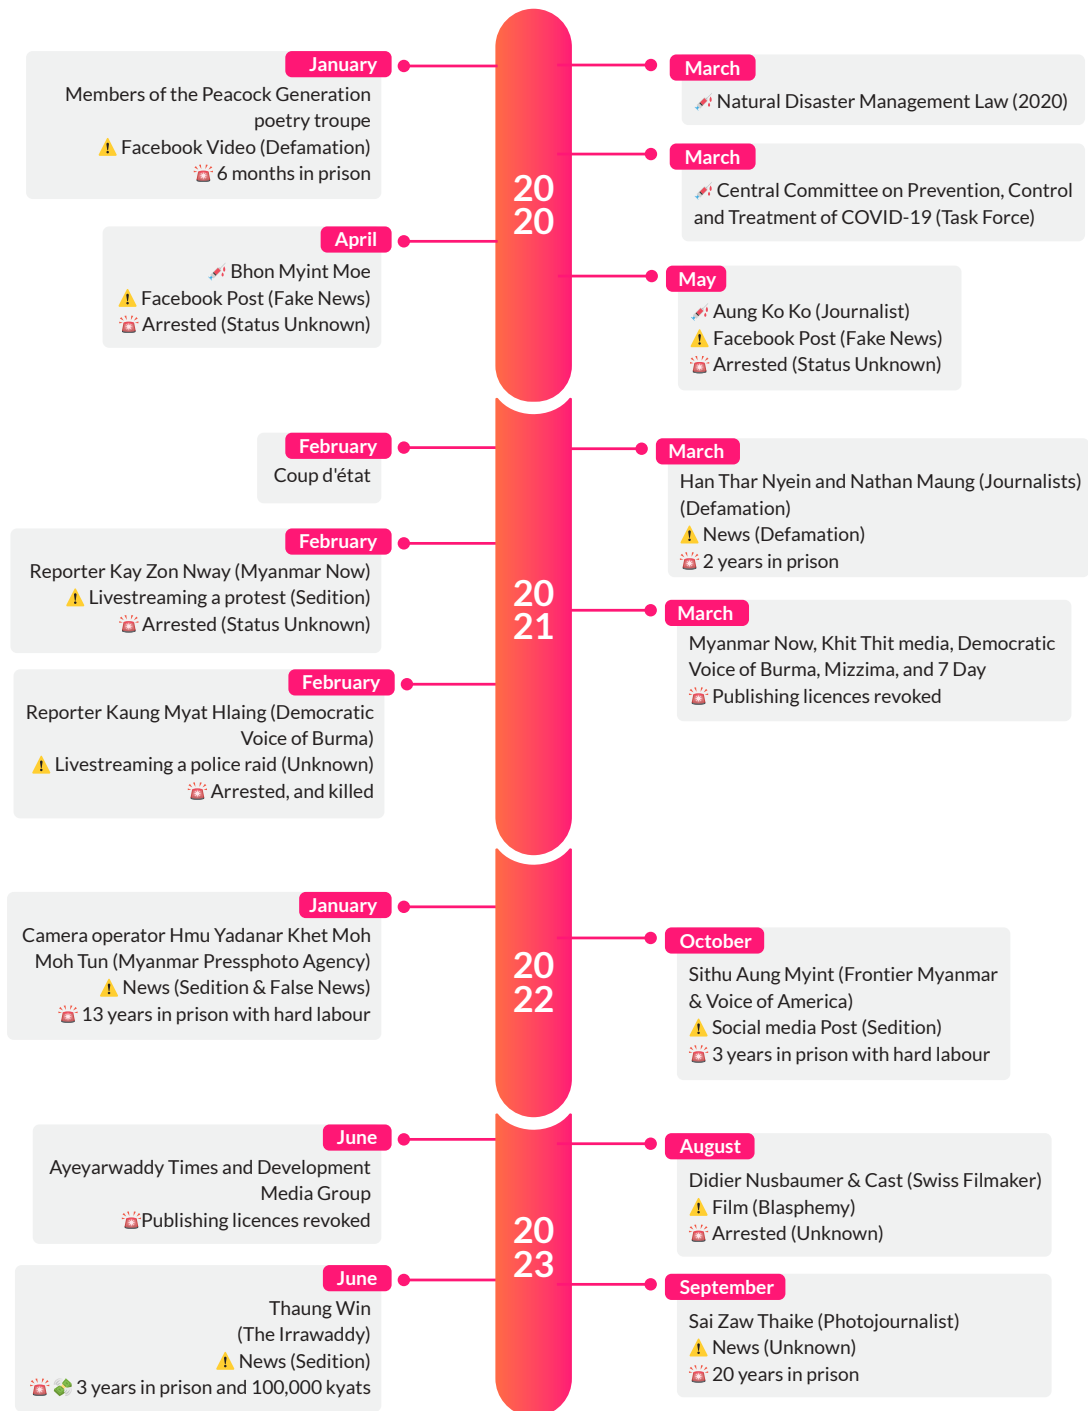 20
20
January
Members of the Peacock Generation
poetry troupe
⚠️ Facebook Video (Defamation)
🚨 6 months in prison
March
💉 Natural Disaster Management Law (2020)
March
💉 Central Committee on Prevention, Control
and Treatment of COVID-19 (Task Force)
April
💉 Bhon Myint Moe
⚠️ Facebook Post (Fake News)
🚨 Arrested (Status Unknown)
May
💉 Aung Ko Ko (Journalist)
⚠️ Facebook Post (Fake News)
🚨 Arrested (Status Unknown)
20
21
February
Coup d'état
February
Reporter Kay Zon Nway (Myanmar Now)
⚠️ Livestreaming a protest (Sedition)
🚨 Arrested (Status Unknown)
February
Reporter Kaung Myat Hlaing (Democratic
Voice of Burma)
⚠️ Livestreaming a police raid (Unknown)
🚨 Arrested, and killed
March
Han Thar Nyein and Nathan Maung (Journalists)
(Defamation)
⚠️ News (Defamation)
🚨 2 years in prison
March
Myanmar Now, Khit Thit media, Democratic
Voice of Burma, Mizzima, and 7 Day
🚨 Publishing licences revoked
20
22
January
Camera operator Hmu Yadanar Khet Moh
Moh Tun (Myanmar Pressphoto Agency)
⚠️ News (Sedition & False News)
🚨 13 years in prison with hard labour
October
Sithu Aung Myint (Frontier Myanmar
& Voice of America)
⚠️ Social media Post (Sedition)
🚨 3 years in prison with hard labour
20
23
June
Ayeyarwaddy Times and Development
Media Group
🚨Publishing licences revoked
June
Thaung Win
(The Irrawaddy)
⚠️ News (Sedition)
🚨 💸 3 years in prison and 100,000 kyats
August
Didier Nusbaumer & Cast (Swiss Filmaker)
⚠️ Film (Blasphemy)
🚨 Arrested (Unknown)
September
Sai Zaw Thaike (Photojournalist)
⚠️ News (Unknown)
🚨 20 years in prison